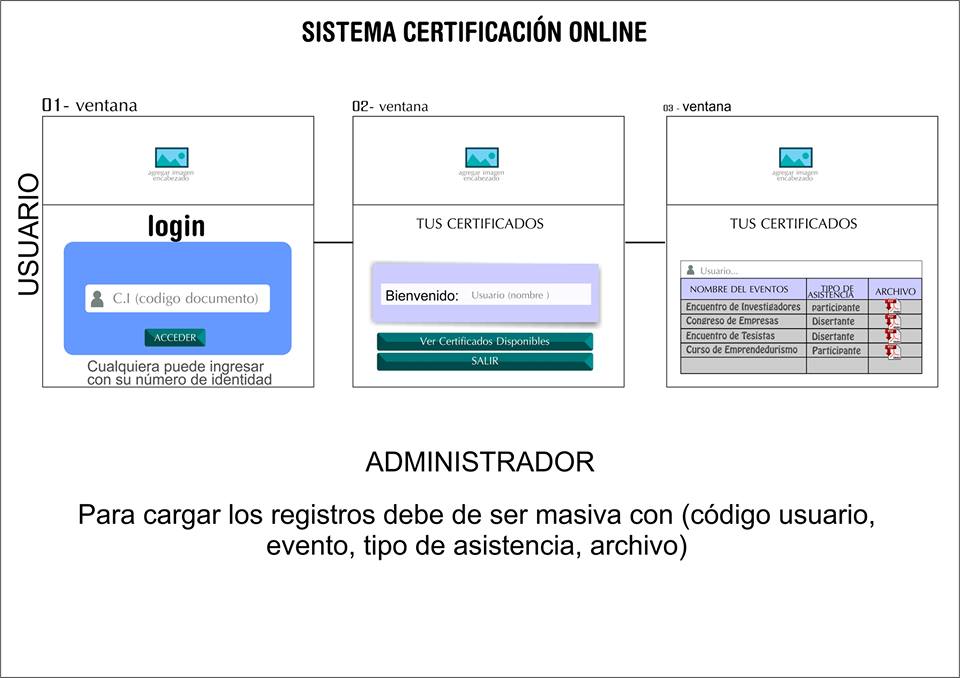 SISTEMA CERTIFICACIÓN ONLINE
USUARIO
01- ventana
agregar imagen
encabezado
login
C.I (codigo documento)
ACCEDER
Cualquiera puede ingresar
con su número de identidad
02- ventana
agregar imagen
encabezado
TUS CERTIFICADOS
Bienvenido: Usuario (nombre )
Ver Certificados Disponibles
SALIR
03 - ventana
agregar imagen
encabezado
TUS CERTIFICADOS
Usuario...
NOMBRE DEL EVENTOS TIPO DE ASISTENCIA ARCHIVO
Encuentro de Investigadores participante
Congreso de Empresas Disertante
Encuentro de Tesistas Disertante
Curso de Emprendedurismo Participante
ADMINISTRADOR
Para cargar los registros debe de ser masiva con (código usuario,
evento, tipo de asistencia, archivo)